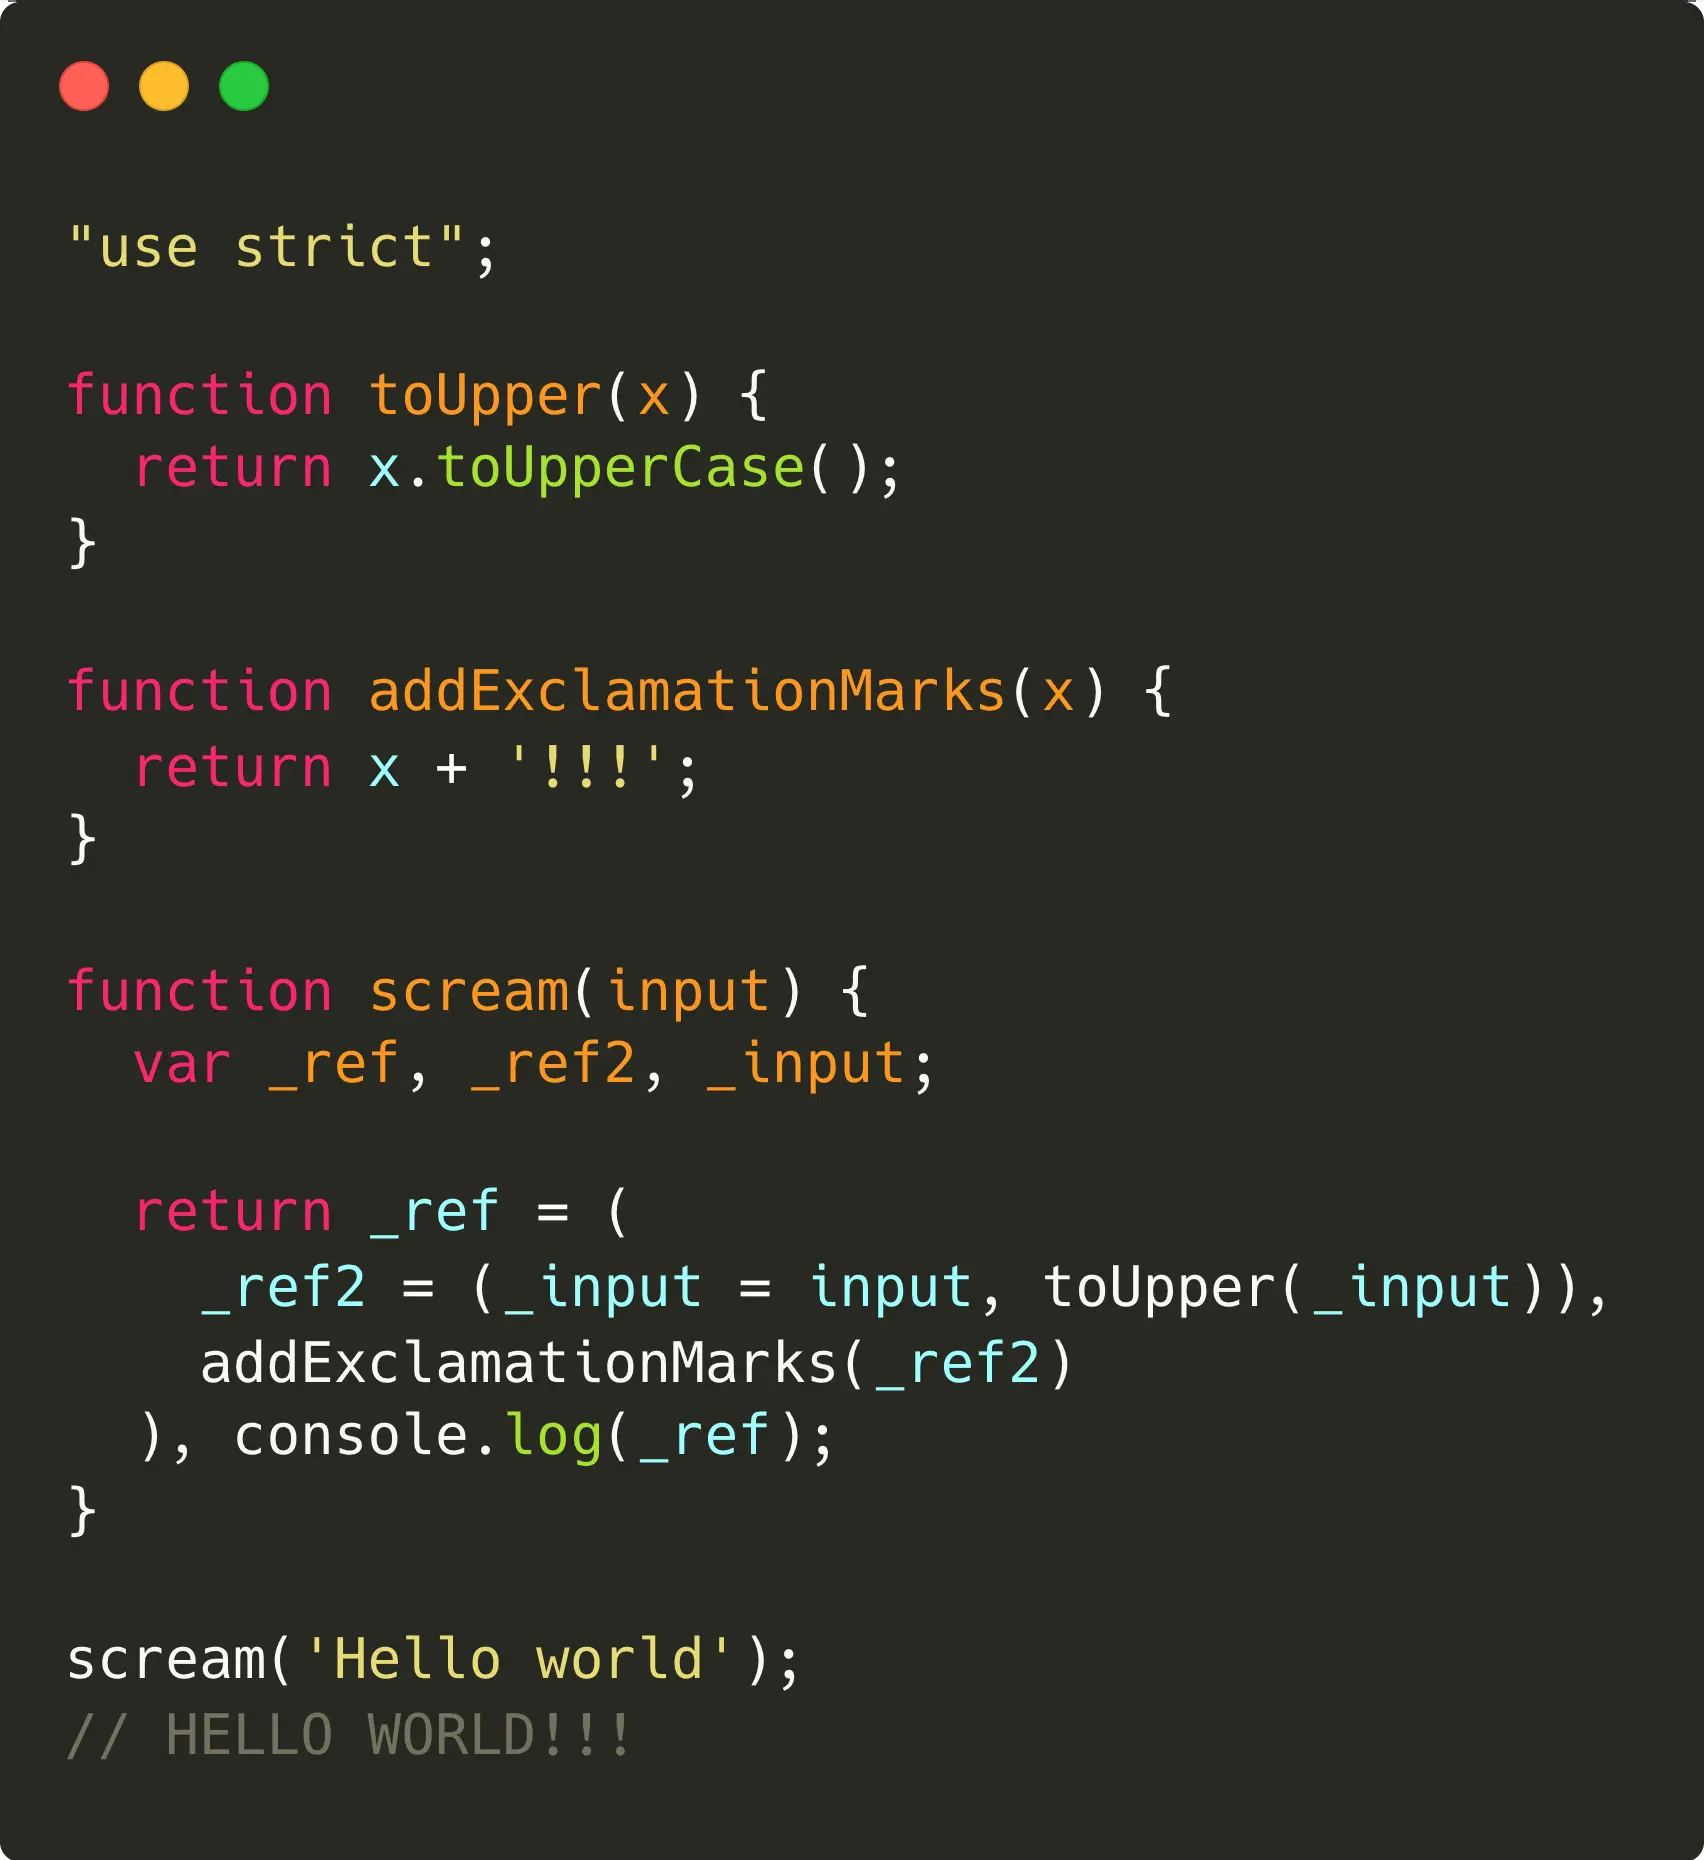 "use strict";

function toUpper(x) {
  return x.toUpperCase();
}

function addExclamationMarks(x) {
  return x + '!!!';
}

function scream(input) {
  var _ref, _ref2, _input;

  return _ref = (
    _ref2 = (_input = input, toUpper(_input)),
    addExclamationMarks(_ref2)
  ), console.log(_ref);
}

scream('Hello world');
// HELLO WORLD!!!